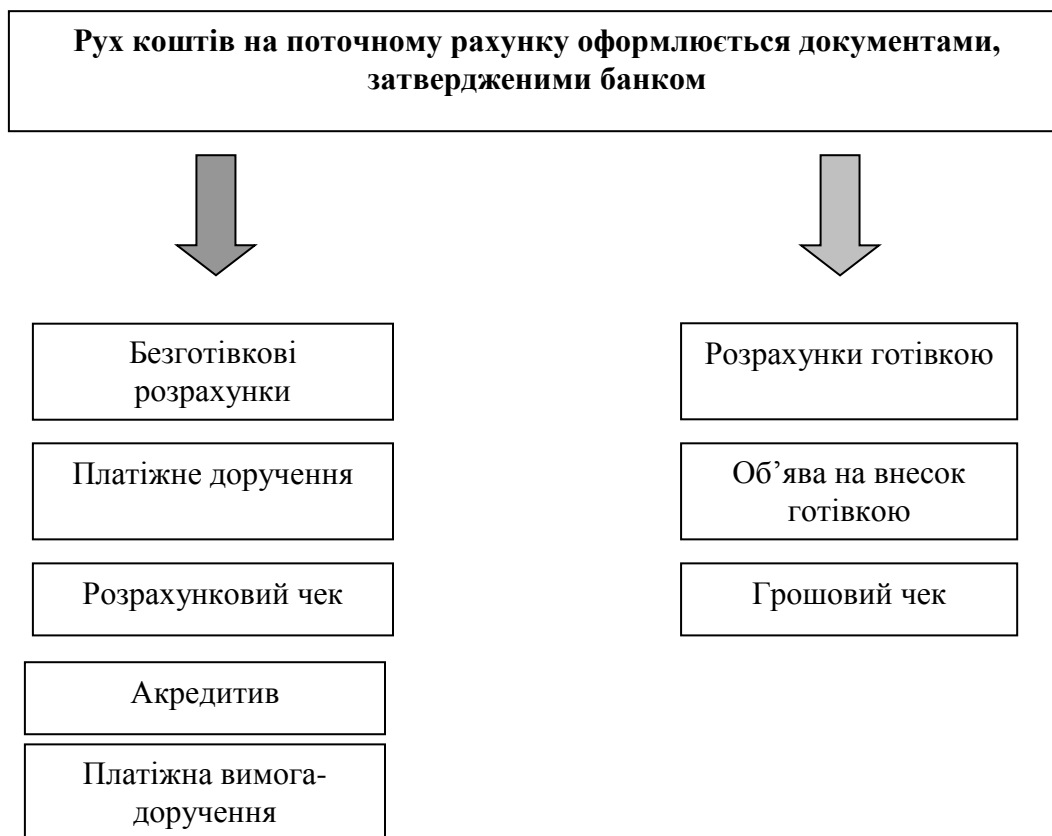 Рух коштів на поточному рахунку оформлюється документами,
затвердженими банком
Безготівкові
розрахунки
Платіжне доручення
Розрахунковий чек
Акредитив
Платіжна вимога-
доручення
Розрахунки готівкою
Об’ява на внесок
готівкою
Грошовий чек